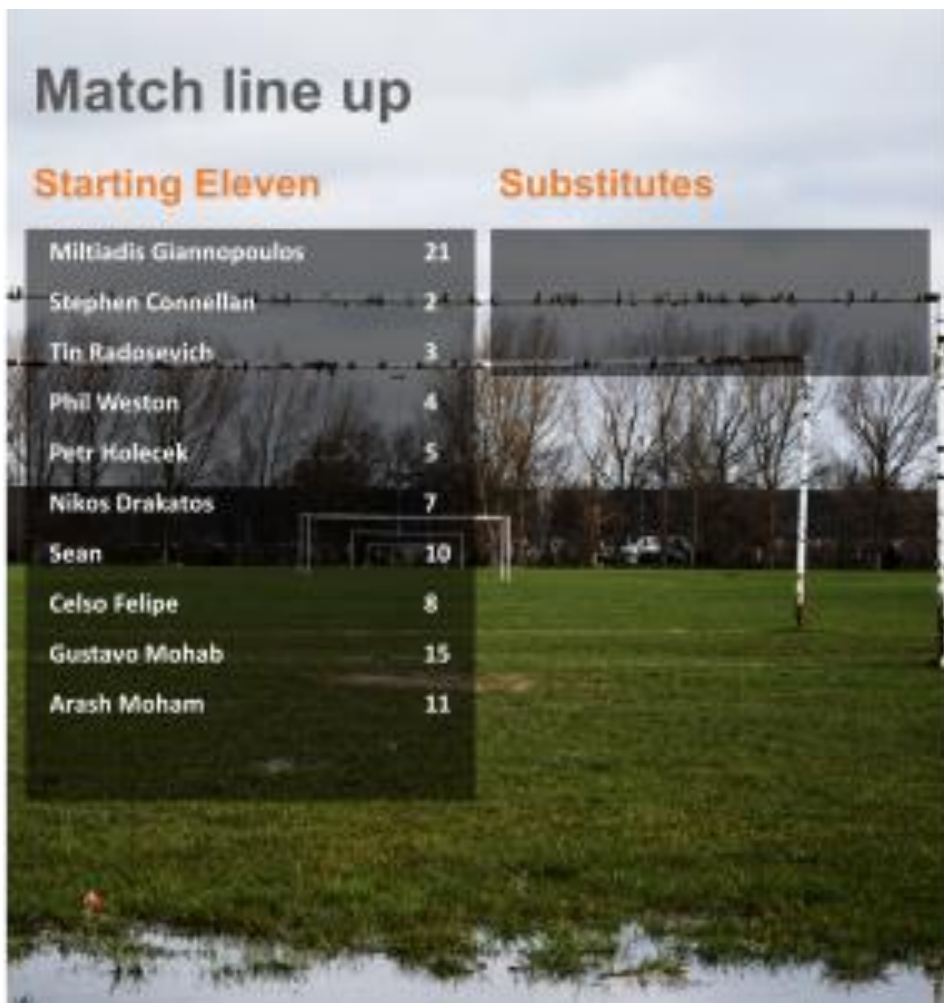 Match line up
Starting Eleven
Substitutes
Miltiadis Giannopoulos 21
Stephen Connellan 2
Tin Radosevich 3
Phil Weston 4
Petr Holecek 5
Nikos Drakatos 7
Sean 10
Celso Felipe 8
Gustavo Mohab 15
Arash Moham 11